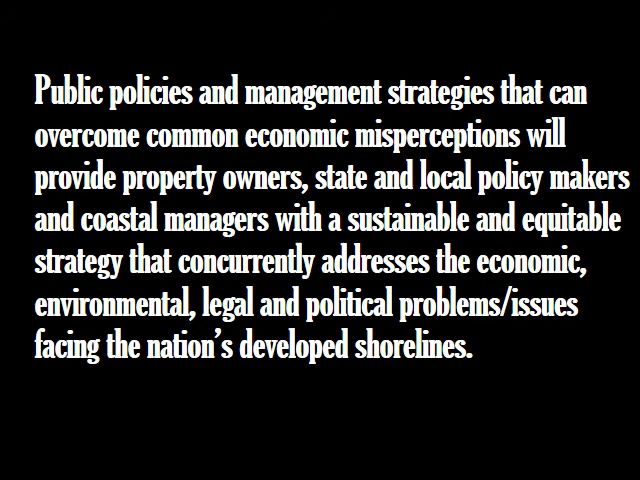 Public policies and management strategies that can
overcome common economic misperceptions will
provide property owners, state and local policy makers
and coastal managers with a sustainable and equitable
strategy that concurrently addresses the economic,
environmental, legal and political problems/issues
facing the nation’s developed shorelines.